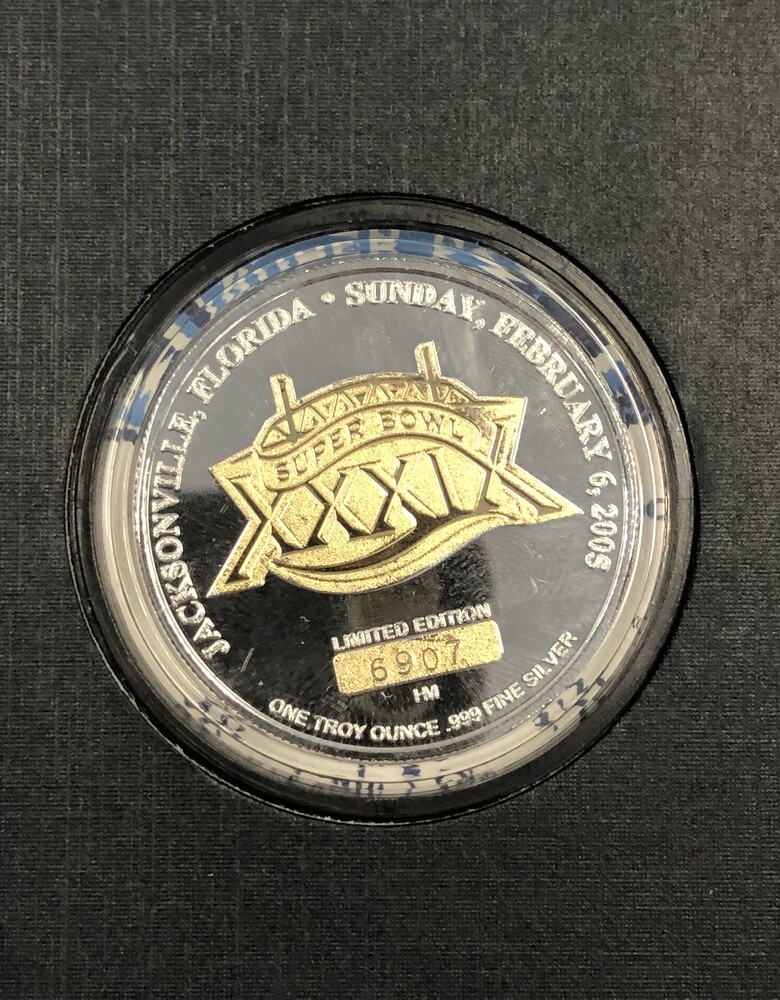 JACKSONVILLE, FLORIDA • SUNDAY, FEBRUARY 6, 2005
SUPER BOWL
XXXIX
LIMITED EDITION
6907
HM
ONE TROY OUNCE .999 FINE SILVER